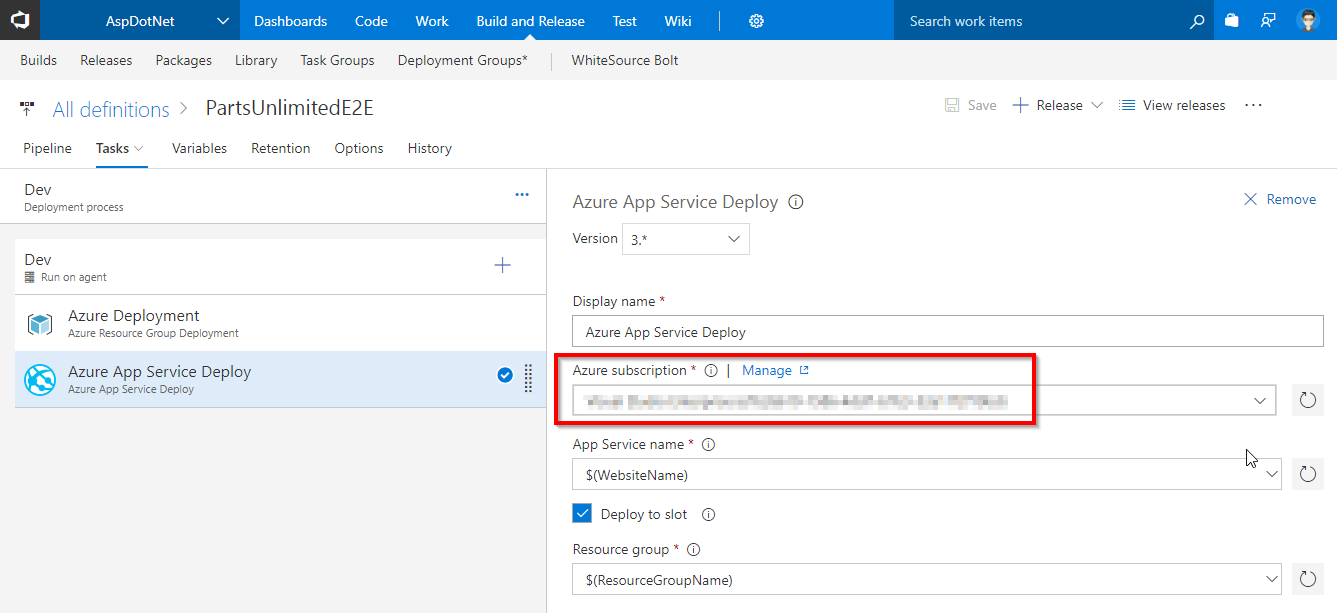 AspDotNet Dashboards Code Work Build and Release Test Wiki Search work items
Builds Releases Packages Library Task Groups Deployment Groups* WhiteSource Bolt
All definitions > PartsUnlimitedE2E Save Release View releases ...
Pipeline Tasks Variables Retention Options History
Dev
Deployment process
Dev
Run on agent
Azure Deployment
Azure Resource Group Deployment
Azure App Service Deploy
Azure App Service Deploy
Azure App Service Deploy Remove
Version 3.*
Display name *
Azure App Service Deploy
Azure subscription * | Manage
App Service name *
$(WebsiteName)
Deploy to slot
Resource group *
$(ResourceGroupName)